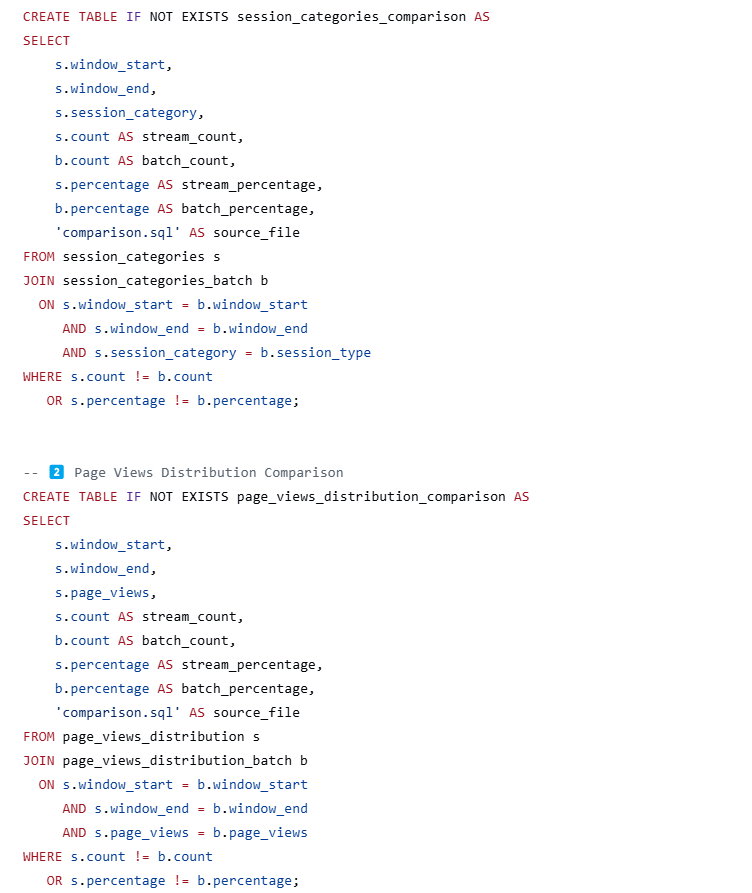 CREATE TABLE IF NOT EXISTS session_categories_comparison AS
SELECT
    s.window_start,
    s.window_end,
    s.session_category,
    s.count AS stream_count,
    b.count AS batch_count,
    s.percentage AS stream_percentage,
    b.percentage AS batch_percentage,
    'comparison.sql' AS source_file
FROM session_categories s
JOIN session_categories_batch b
  ON s.window_start = b.window_start
     AND s.window_end = b.window_end
     AND s.session_category = b.session_type
WHERE s.count != b.count
   OR s.percentage != b.percentage;
-- 2️⃣ Page Views Distribution Comparison
CREATE TABLE IF NOT EXISTS page_views_distribution_comparison AS
SELECT
    s.window_start,
    s.window_end,
    s.page_views,
    s.count AS stream_count,
    b.count AS batch_count,
    s.percentage AS stream_percentage,
    b.percentage AS batch_percentage,
    'comparison.sql' AS source_file
FROM page_views_distribution s
JOIN page_views_distribution_batch b
  ON s.window_start = b.window_start
     AND s.window_end = b.window_end
     AND s.page_views = b.page_views
WHERE s.count != b.count
   OR s.percentage != b.percentage;